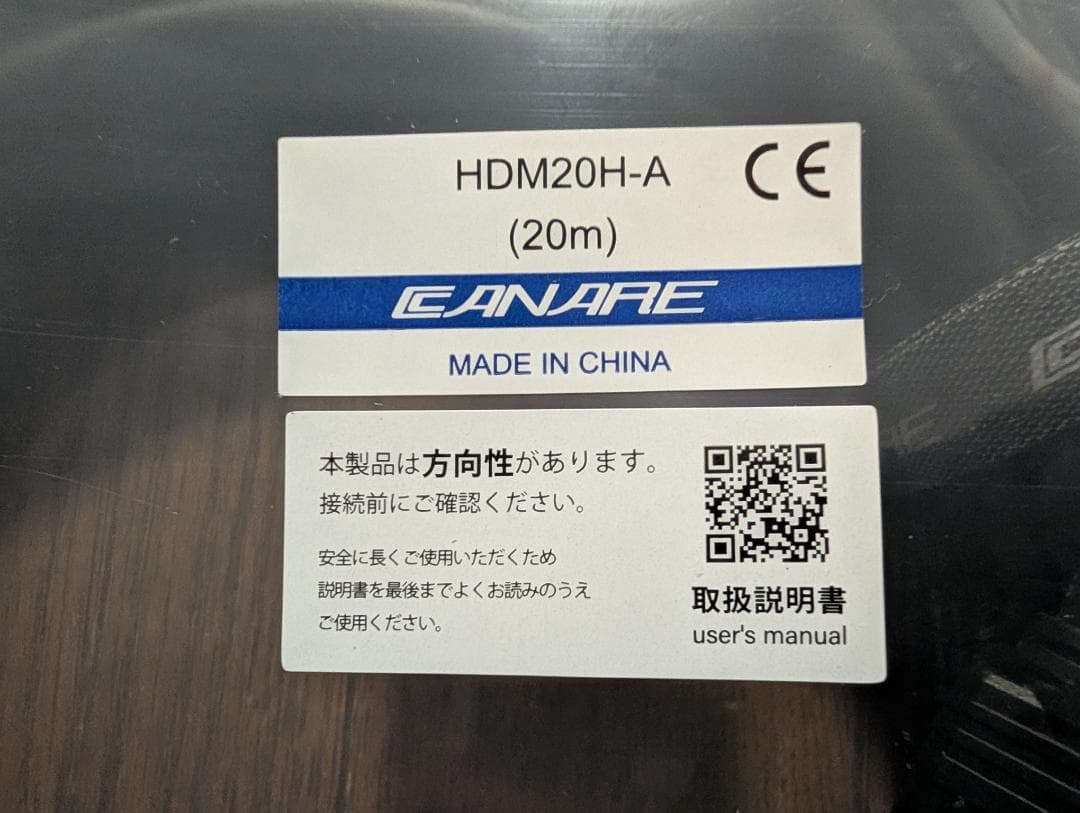 HDM20H-A
CE
(20m)
CANARE
MADE IN CHINA
本製品は方向性があります。
接続前にご確認ください。
安全に長くご使用いただくため
説明書を最後までよくお読みのうえ
ご使用ください。
取扱説明書
user's manual